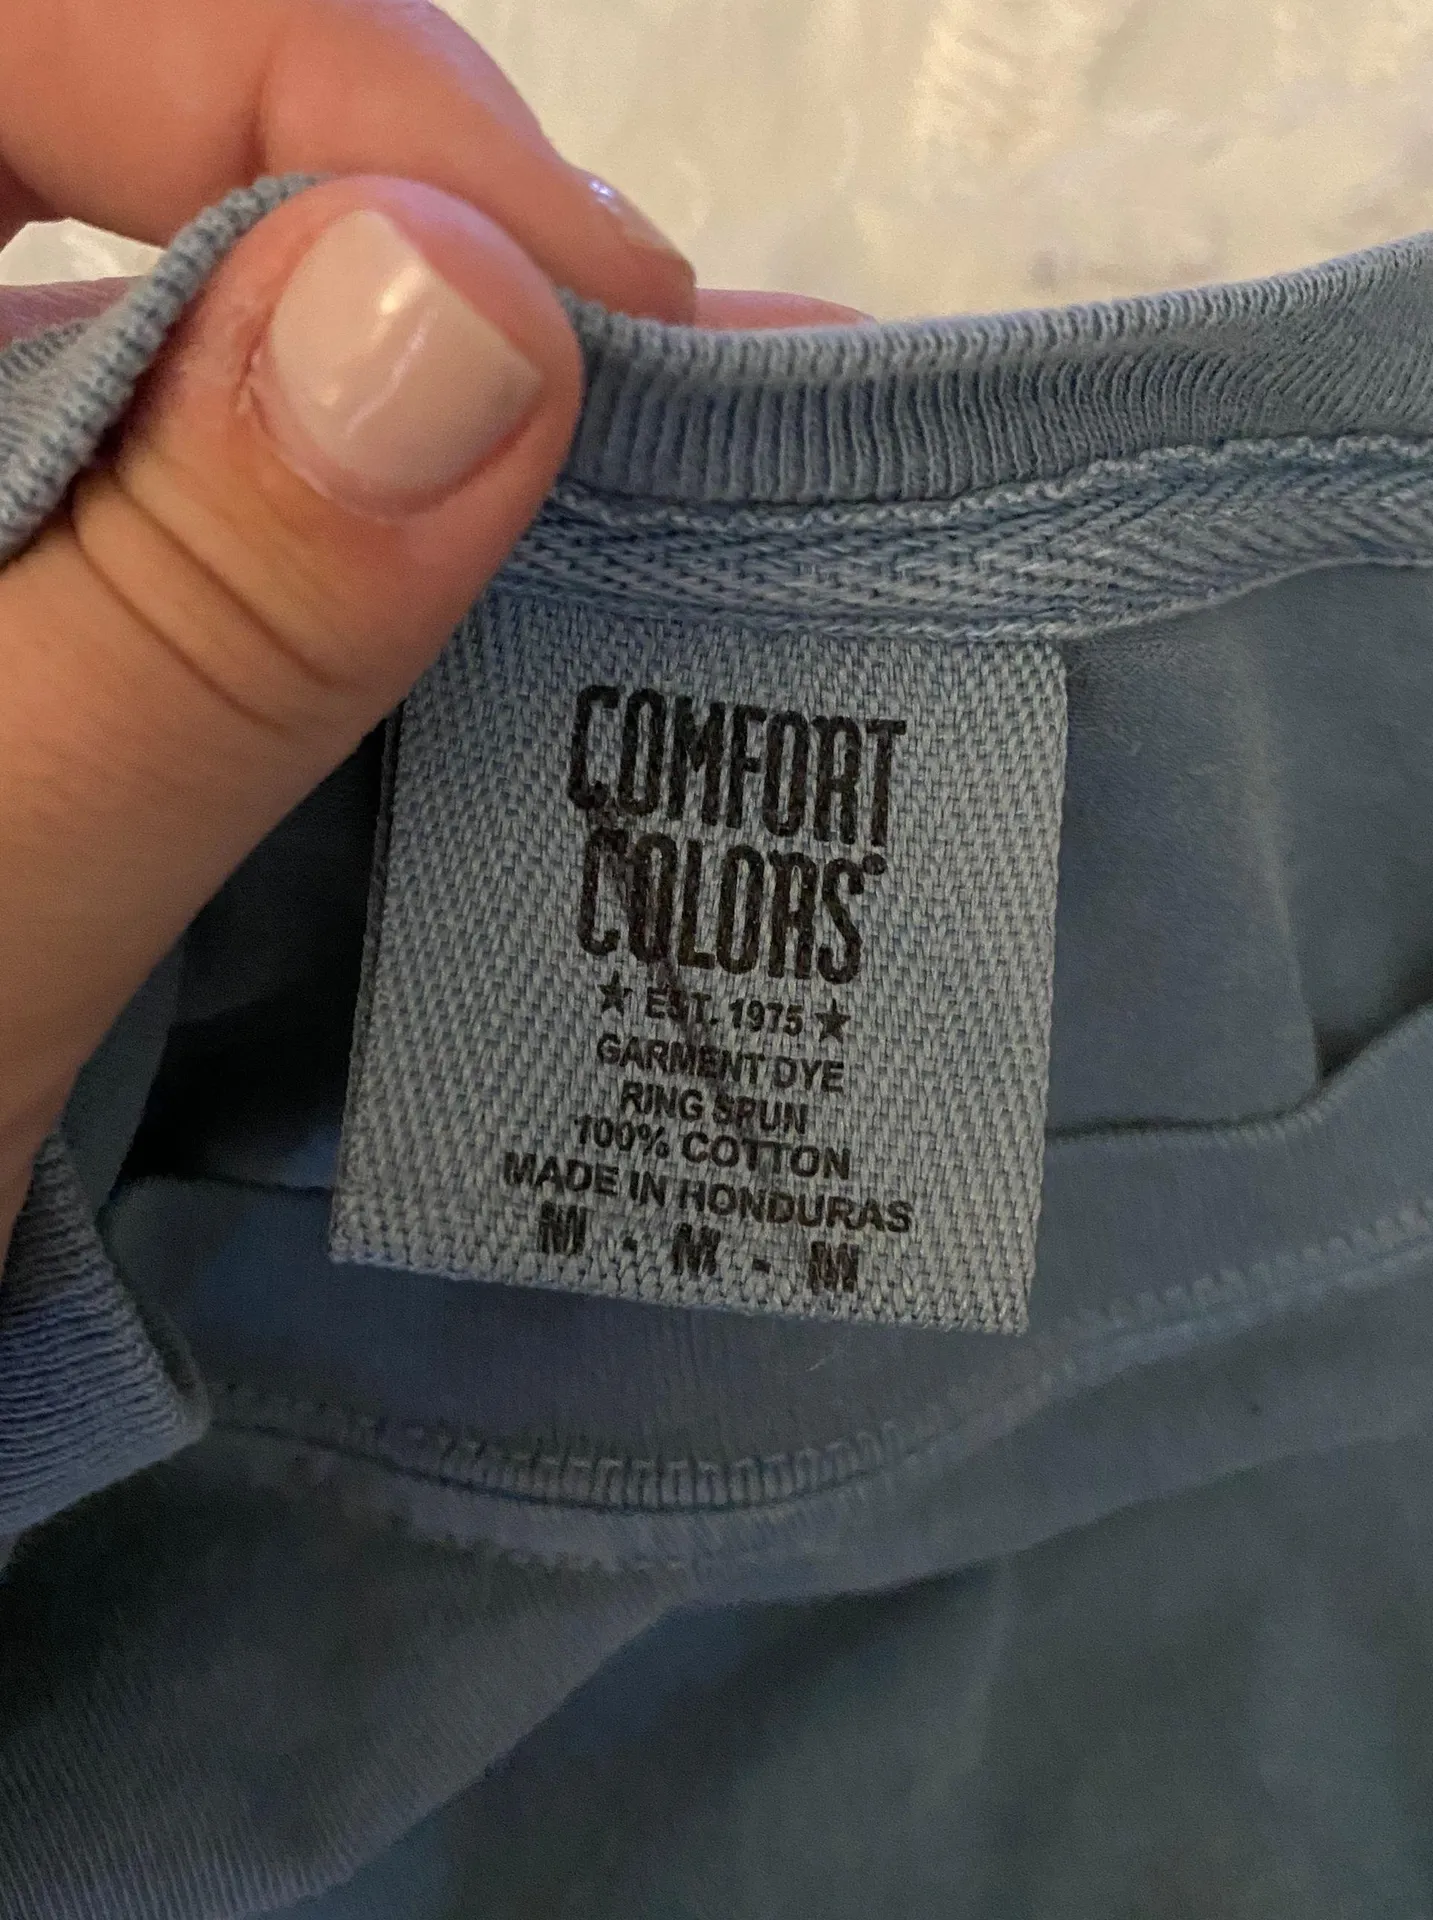 COMFORT
COLORS®
★ EST. 1975 ★
GARMENT DYE
RING SPUN
100% COTTON
MADE IN HONDURAS
M - M - M